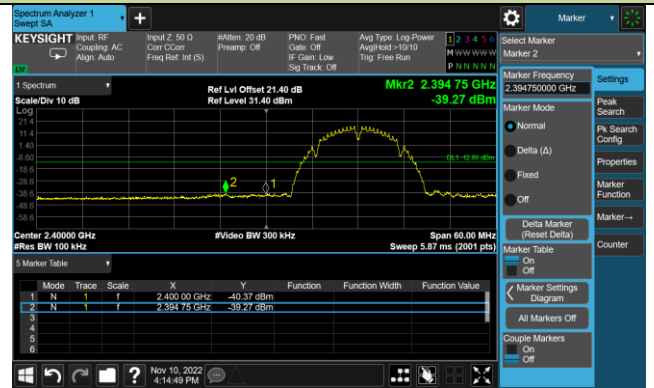 Spectrum Analyzer 1
Swept SA
Marker
KEYSIGHT
Input: RF
Coupling: AC
Align: Auto
Input Z: 50 Ω
Corr CCorr
Freq Ref: Int (S)
#Atten: 20 dB
Preamp: Off
PNO: Fast
Gate: Off
IF Gain: Low
Sig Track: Off
Avg Type: Log-Power
Avg|Hold:>10/10
Trig: Free Run
1 2 3 4 5 6
M W W W W W
P N N N N N
Select Marker
Marker 2
1 Spectrum
Scale/Div 10 dB
Ref Lvl Offset 21.40 dB
Ref Level 31.40 dBm
Mkr2 2.394 75 GHz
-39.27 dBm
Log
21.4
11.4
1.40
-8.60
-18.6
-28.6
-38.6
-48.6
-58.6
DL1 -12.88 dBm
2
1
Center 2.40000 GHz
#Res BW 100 kHz
#Video BW 300 kHz
Span 60.00 MHz
Sweep 5.87 ms (2001 pts)
5 Marker Table
Mode Trace Scale X Y Function Function Width Function Value
1 N 1 f 2.400 00 GHz -40.37 dBm
2 N 1 f 2.394 75 GHz -39.27 dBm
3
4
5
6
Marker Frequency
2.394750000 GHz
Marker Mode
Normal
Delta (Δ)
Fixed
Off
Delta Marker
(Reset Delta)
Marker Table
On
Off
Marker Settings
Diagram
All Markers Off
Couple Markers
On
Off
Settings
Peak
Search
Pk Search
Config
Properties
Marker
Function
Marker→
Counter
Nov 10, 2022
4:14:49 PM